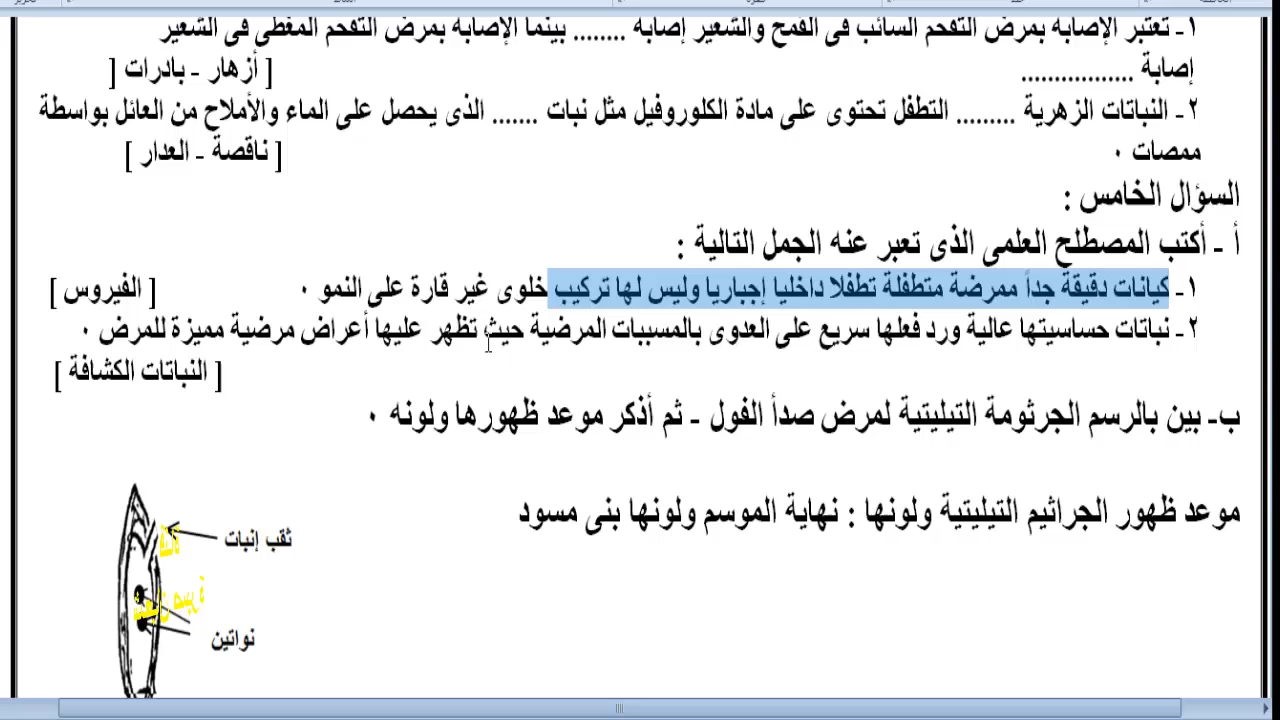 ١- تعتبر الإصابة بمرض التفحم السائب فى القمح والشعير إصابة ........ بينما الإصابة بمرض التفحم المغطى فى الشعير
إصابة ................. [ أزهار - بادرات ]
٢- النباتات الزهرية ......... التطفل تحتوى على مادة الكلوروفيل مثل نبات ....... الذى يحصل على الماء والأملاح من العائل بواسطة
ممصات ٠ [ ناقصة - العدار ]
السؤال الخامس :
أ - أكتب المصطلح العلمى الذى تعبر عنه الجمل التالية :
١- كيانات دقيقة جداً ممرضة متطفلة تطفلا داخليا إجباريا وليس لها تركيب خلوى غير قارة على النمو ٠ [ الفيروس ]
٢- نباتات حساسيتها عالية ورد فعلها سريع على العدوى بالمسببات المرضية حيث تظهر عليها أعراض مرضية مميزة للمرض ٠
[ النباتات الكشافة ]
ب- بين بالرسم الجرثومة التيليتية لمرض صدأ الفول - ثم أذكر موعد ظهورها ولونه ٠
موعد ظهور الجراثيم التيليتية ولونها : نهاية الموسم ولونها بنى مسود
ثقب إنبات
نواتين